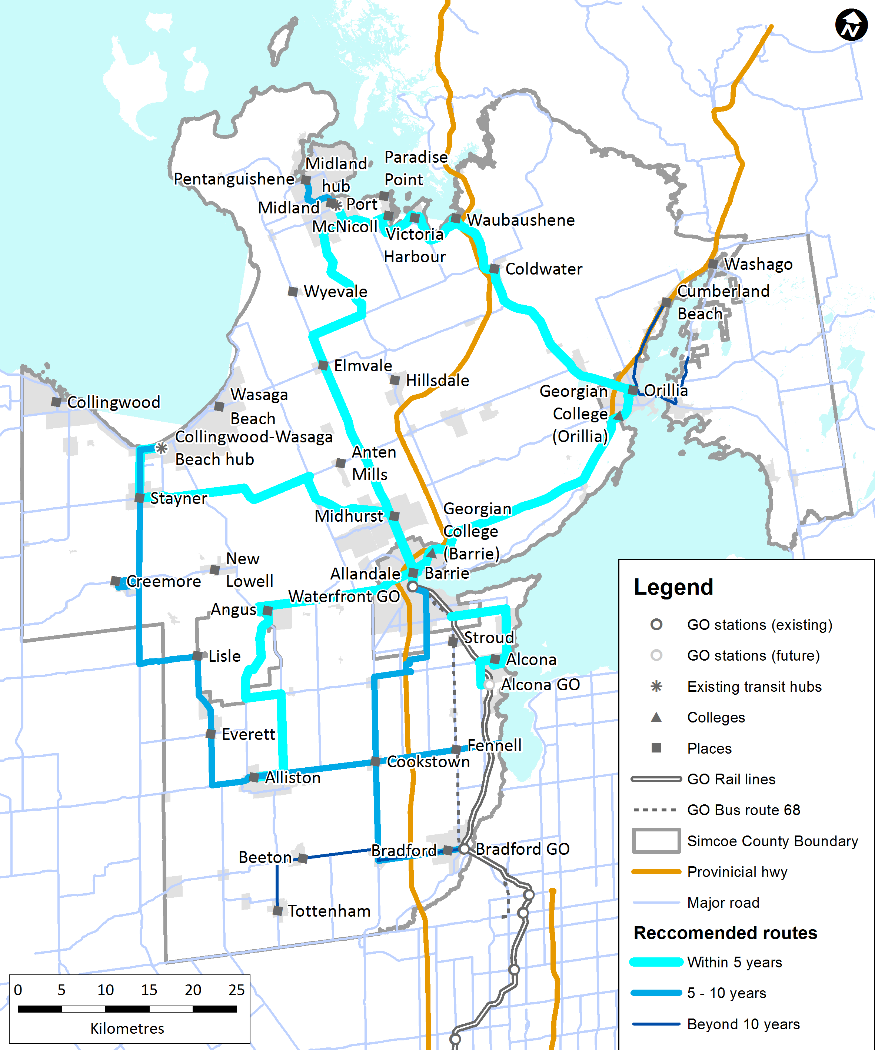 N
Paradise
Point
Midland
hub
Pentanguishene
Midland
Port
McNicoll
Victoria
Harbour
Waubaushene
Coldwater
Washago
Cumberland
Beach
Wyevale
Elmvale
Hillsdale
Georgian
College
(Orillia)
Orillia
Collingwood
Wasaga
Beach
Collingwood-Wasaga
Beach hub
Anten
Mills
Stayner
Midhurst
Georgian
College
(Barrie)
New
Lowell
Creemore
Allandale
Waterfront GO
Barrie
Angus
Stroud
Lisle
Alcona
Alcona GO
Everett
Fennell
Cookstown
Alliston
Beeton
Bradford
Bradford GO
Tottenham
0 5 10 15 20 25
Kilometres
Legend
GO stations (existing)
GO stations (future)
Existing transit hubs
Colleges
Places
GO Rail lines
GO Bus route 68
Simcoe County Boundary
Provinicial hwy
Major road
Reccomended routes
Within 5 years
5 - 10 years
Beyond 10 years